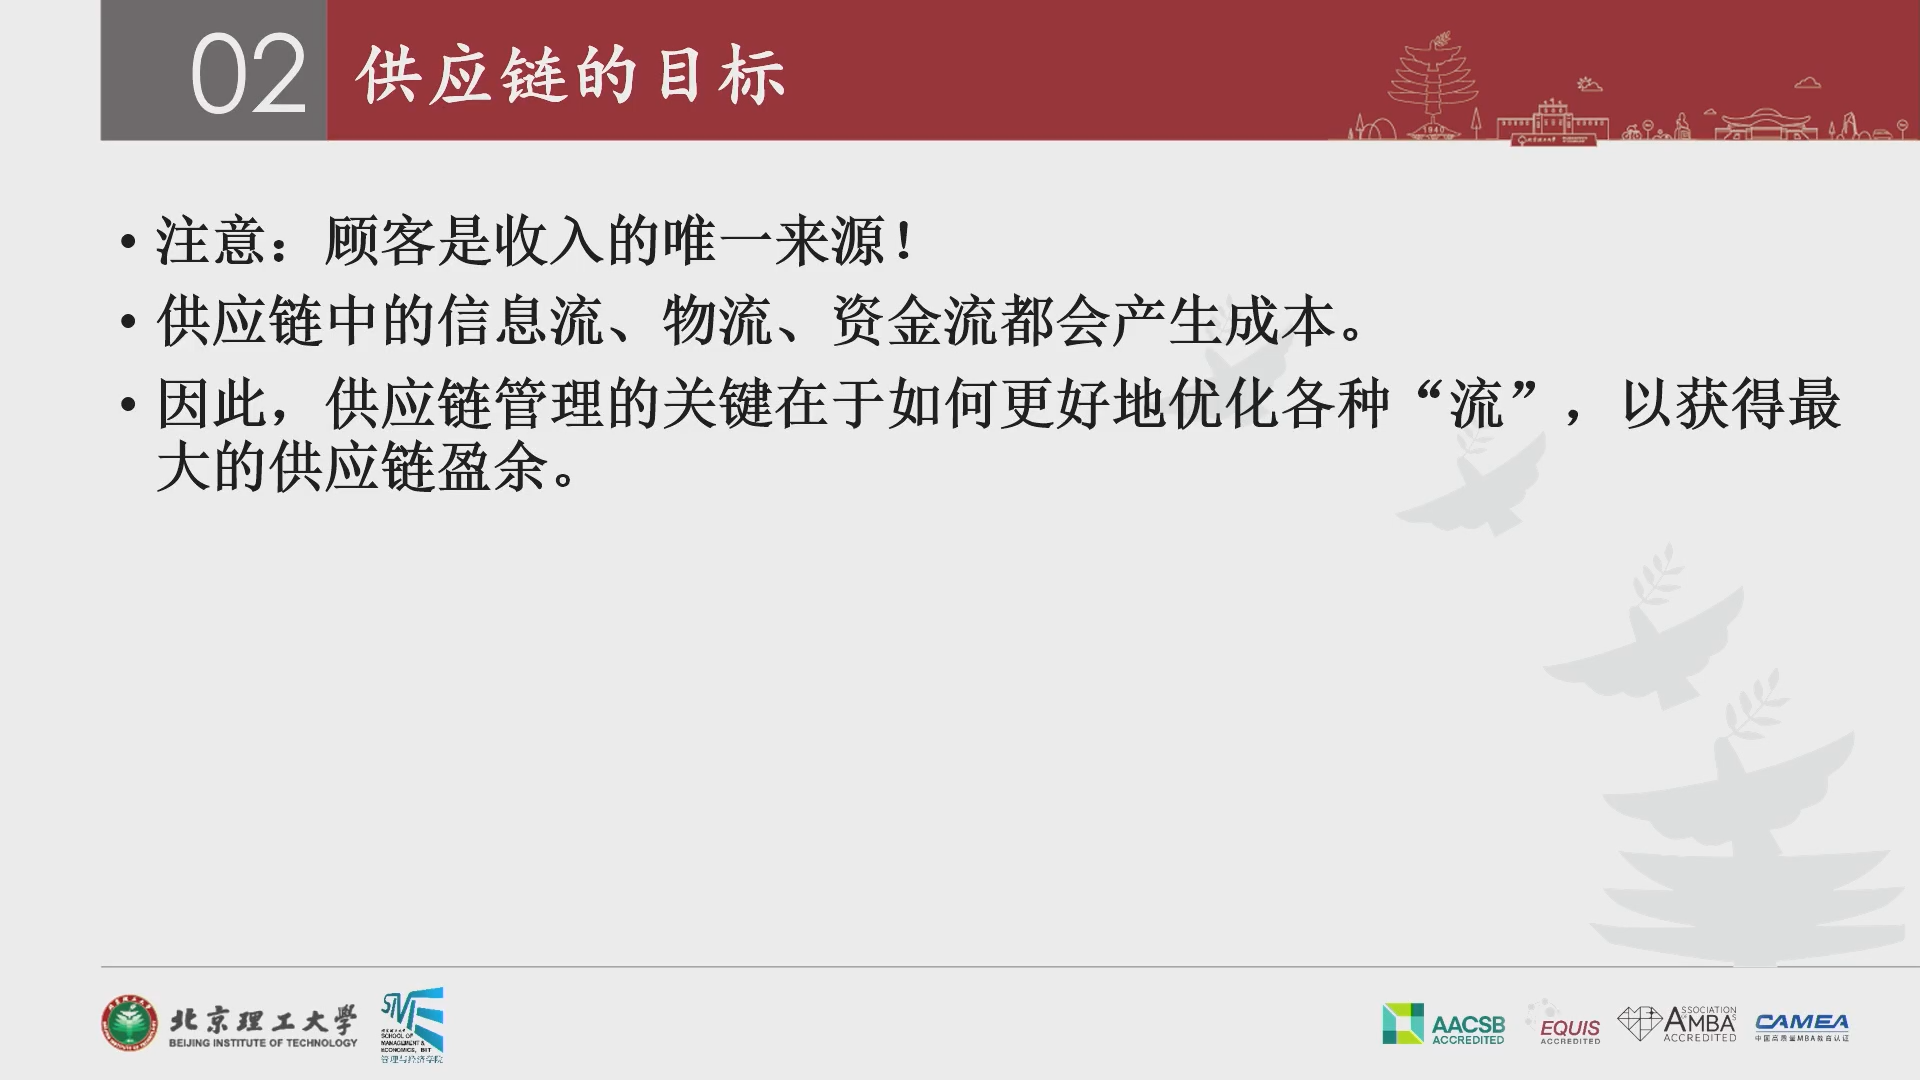 02 供应链的目标
1940
• 注意：顾客是收入的唯一来源！
• 供应链中的信息流、物流、资金流都会产生成本。
• 因此，供应链管理的关键在于如何更好地优化各种“流”，以获得最
大的供应链盈余。
北京理工大学
BEIJING INSTITUTE OF TECHNOLOGY
SCHOOL OF
MANAGEMENT &
ECONOMICS, BIT
管理与经济学院
AACSB
ACCREDITED
EQUIS
ACCREDITED
ASSOCIATION
AMBA'S
ACCREDITED
CAMEA
中国高质量MBA教育认证